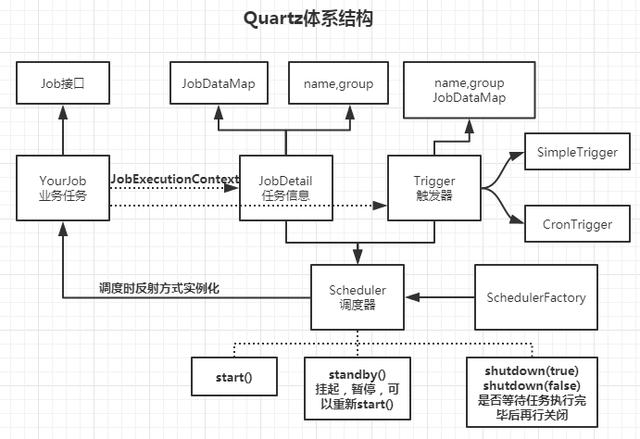 Quartz体系结构
Job接口
JobDataMap
name,group
name,group
JobDataMap
YourJob
业务任务
JobExecutionContext
JobDetail
任务信息
Trigger
触发器
SimpleTrigger
CronTrigger
调度时反射方式实例化
Scheduler
调度器
SchedulerFactory
start()
standby()
挂起，暂停，可
以重新start()
shutdown(true)
shutdown(false)
是否等待任务执行完
毕后再行关闭